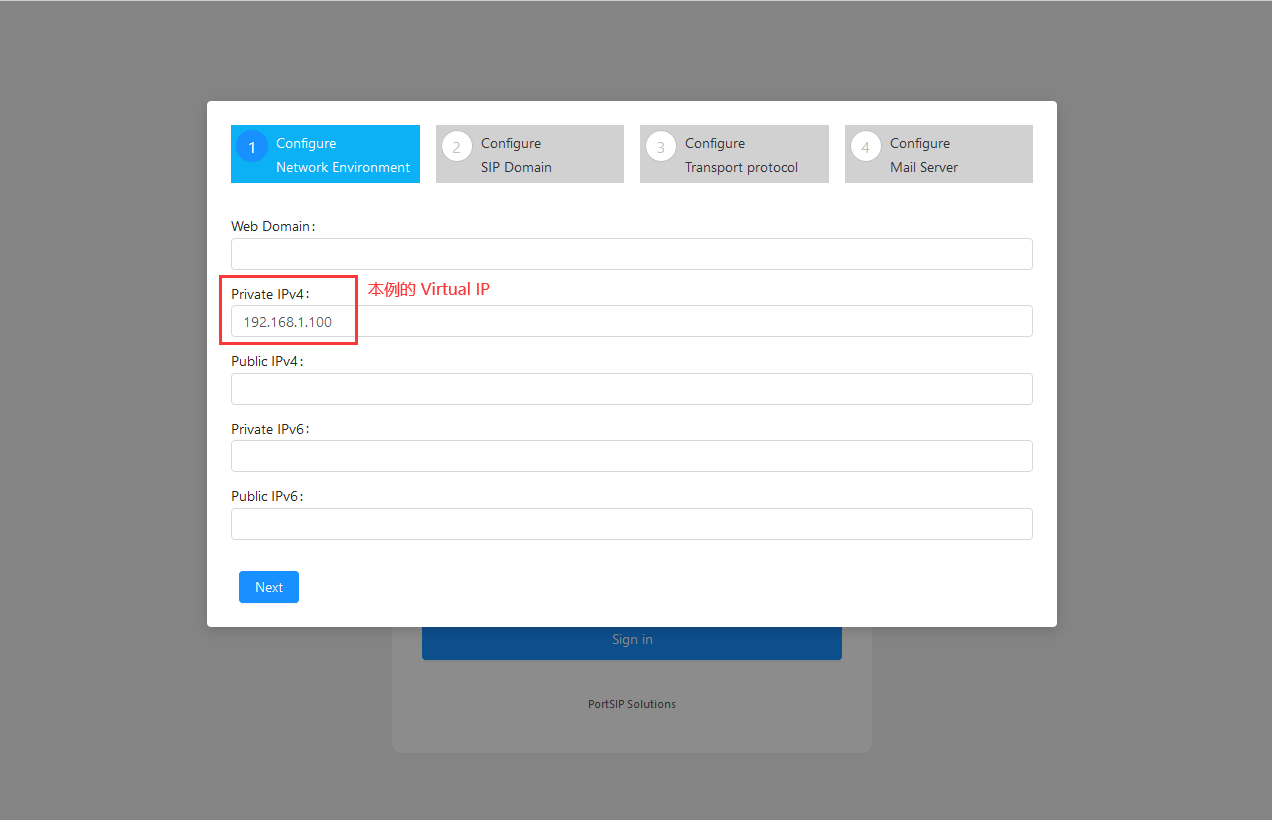 1
Configure
Network Environment
2
Configure
SIP Domain
3
Configure
Transport protocol
4
Configure
Mail Server
Web Domain:
Private IPv4:
本例的 Virtual IP
192.168.1.100
Public IPv4:
Private IPv6:
Public IPv6:
Next
Sign in
PortSIP Solutions